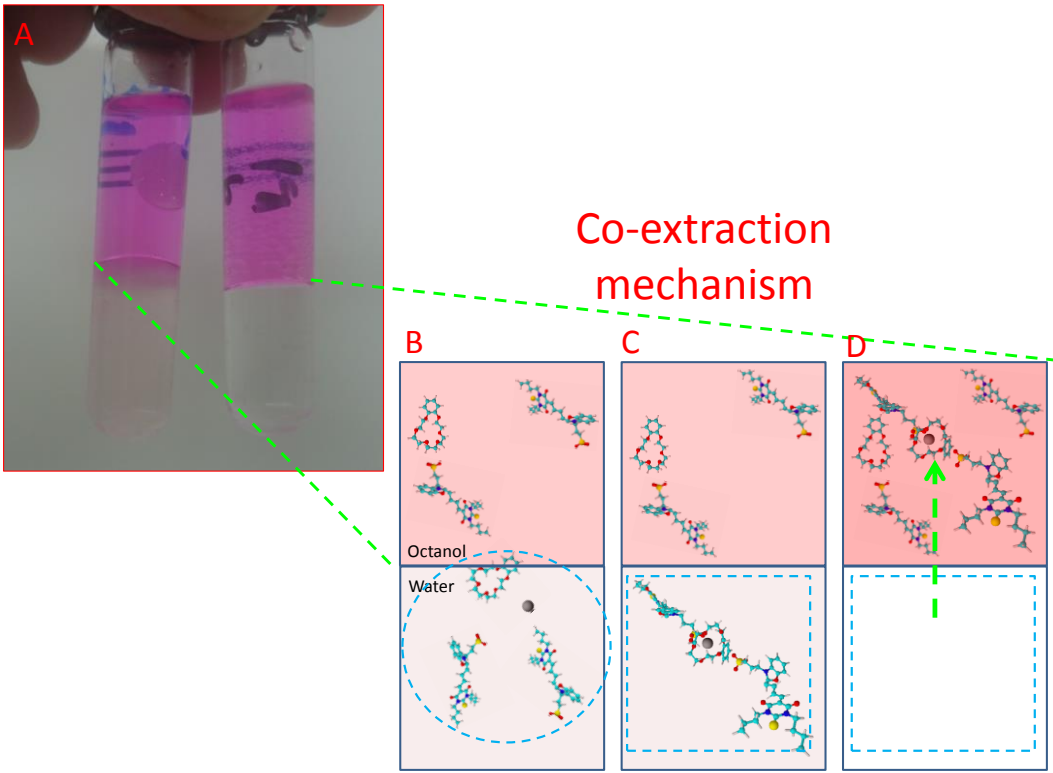 A
Co-extraction
mechanism
B
C
D
Octanol
Water